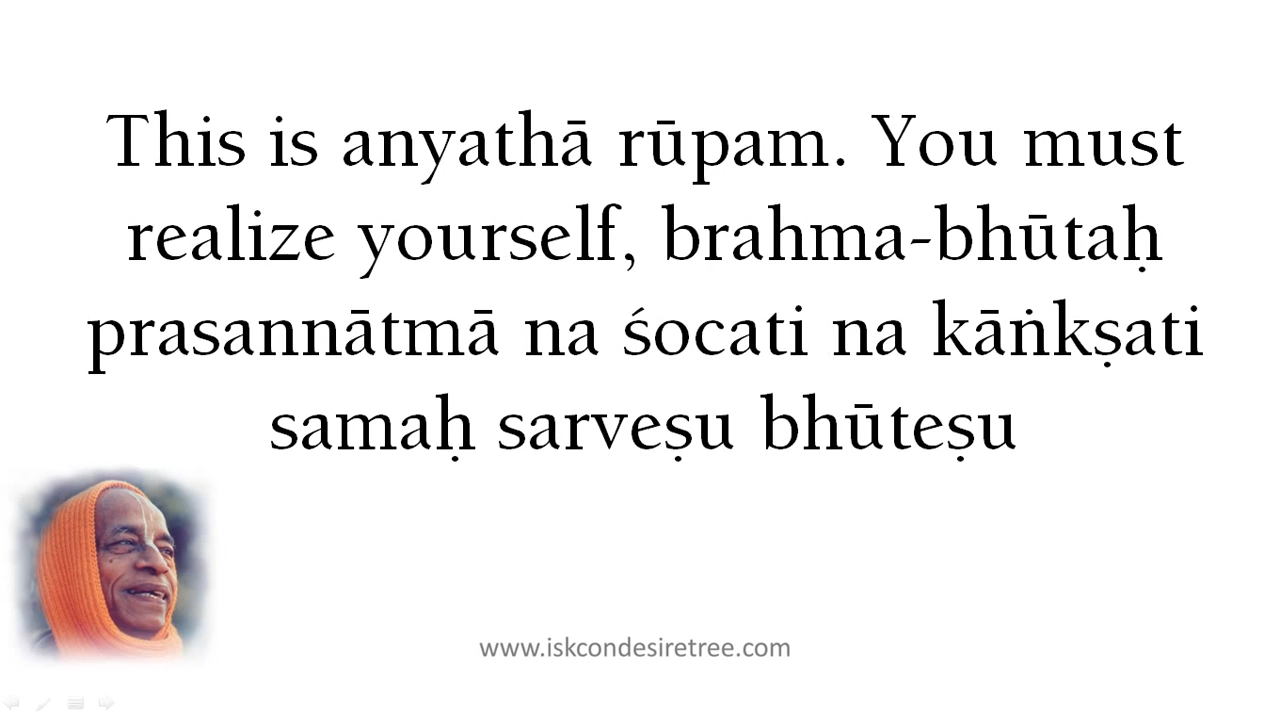 This is anyathā rūpam. You must
realize yourself, brahma-bhūtaḥ
prasannātmā na śocati na kāṅkṣati
samaḥ sarveṣu bhūteṣu
www.iskcondesiretree.com